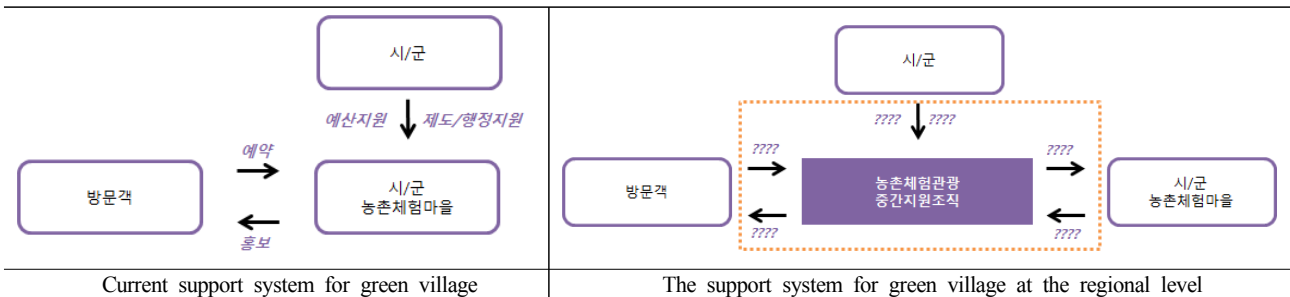 시/군
예산지원
제도/행정지원
예약
방문객
시/군
농촌체험마을
홍보
Current support system for green village
시/군
????
????
????
????
방문객
농촌체험관광
중간지원조직
시/군
농촌체험마을
????
????
The support system for green village at the regional level